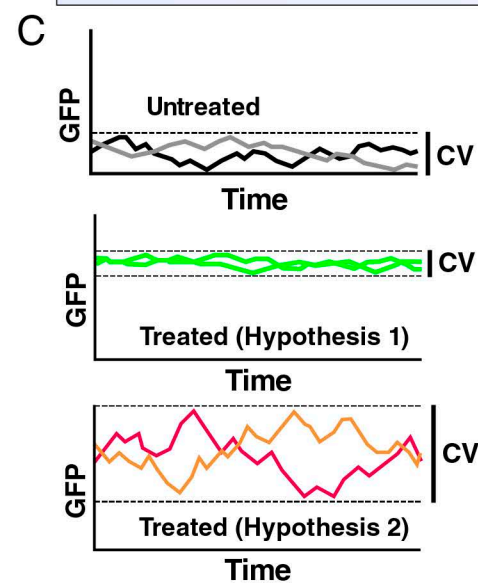 C
GFP
Untreated
CV
Time
GFP
CV
Treated (Hypothesis 1)
Time
GFP
CV
Treated (Hypothesis 2)
Time